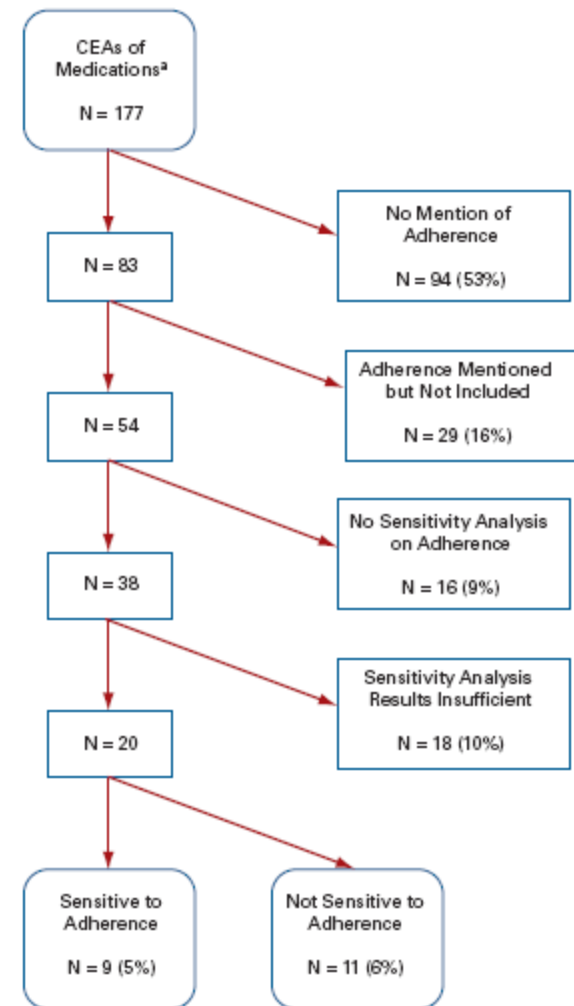 CEAs of
Medicationsª
N = 177
No Mention of
Adherence
N = 94 (53%)
N = 83
Adherence Mentioned
but Not Included
N = 29 (16%)
N = 54
No Sensitivity Analysis
on Adherence
N = 16 (9%)
N = 38
Sensitivity Analysis
Results Insufficient
N = 18 (10%)
N = 20
Sensitive to
Adherence
N = 9 (5%)
Not Sensitive to
Adherence
N = 11 (6%)